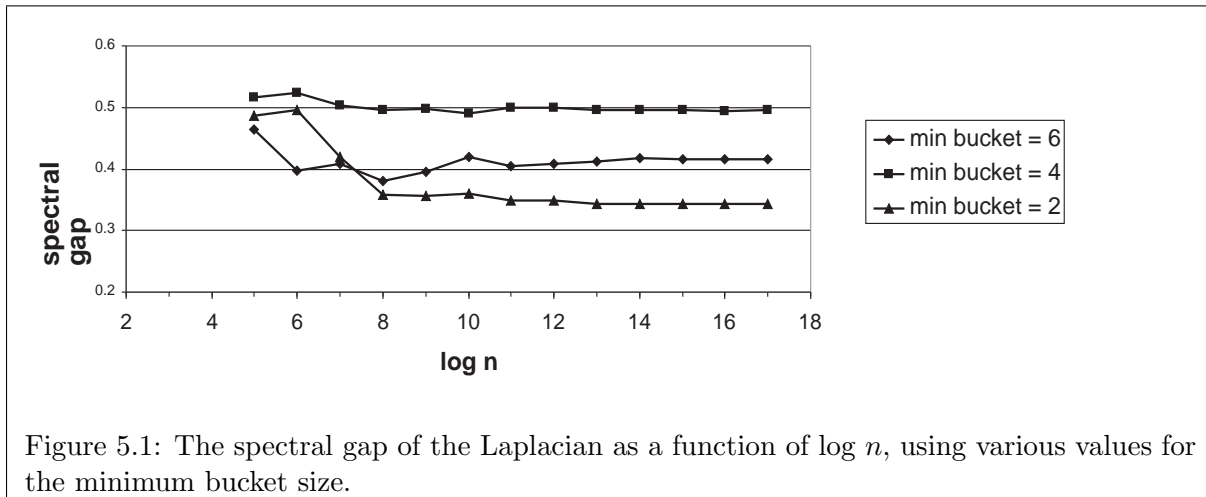 0.6
0.5
0.4
0.3
0.2
spectral
gap
2 4 6 8 10 12 14 16 18
log n
min bucket = 6
min bucket = 4
min bucket = 2
Figure 5.1: The spectral gap of the Laplacian as a function of log n, using various values for
the minimum bucket size.